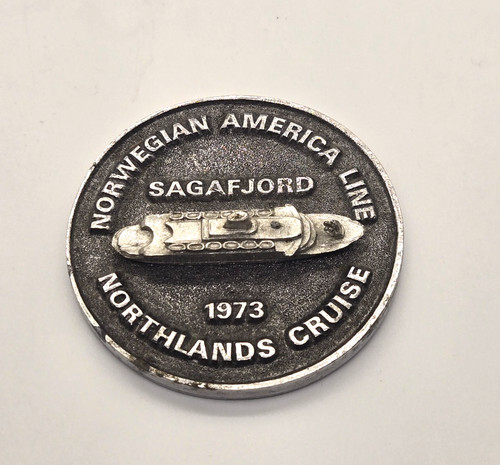 NORWEGIAN AMERICA LINE
SAGAFJORD
1973
NORTHLANDS CRUISE